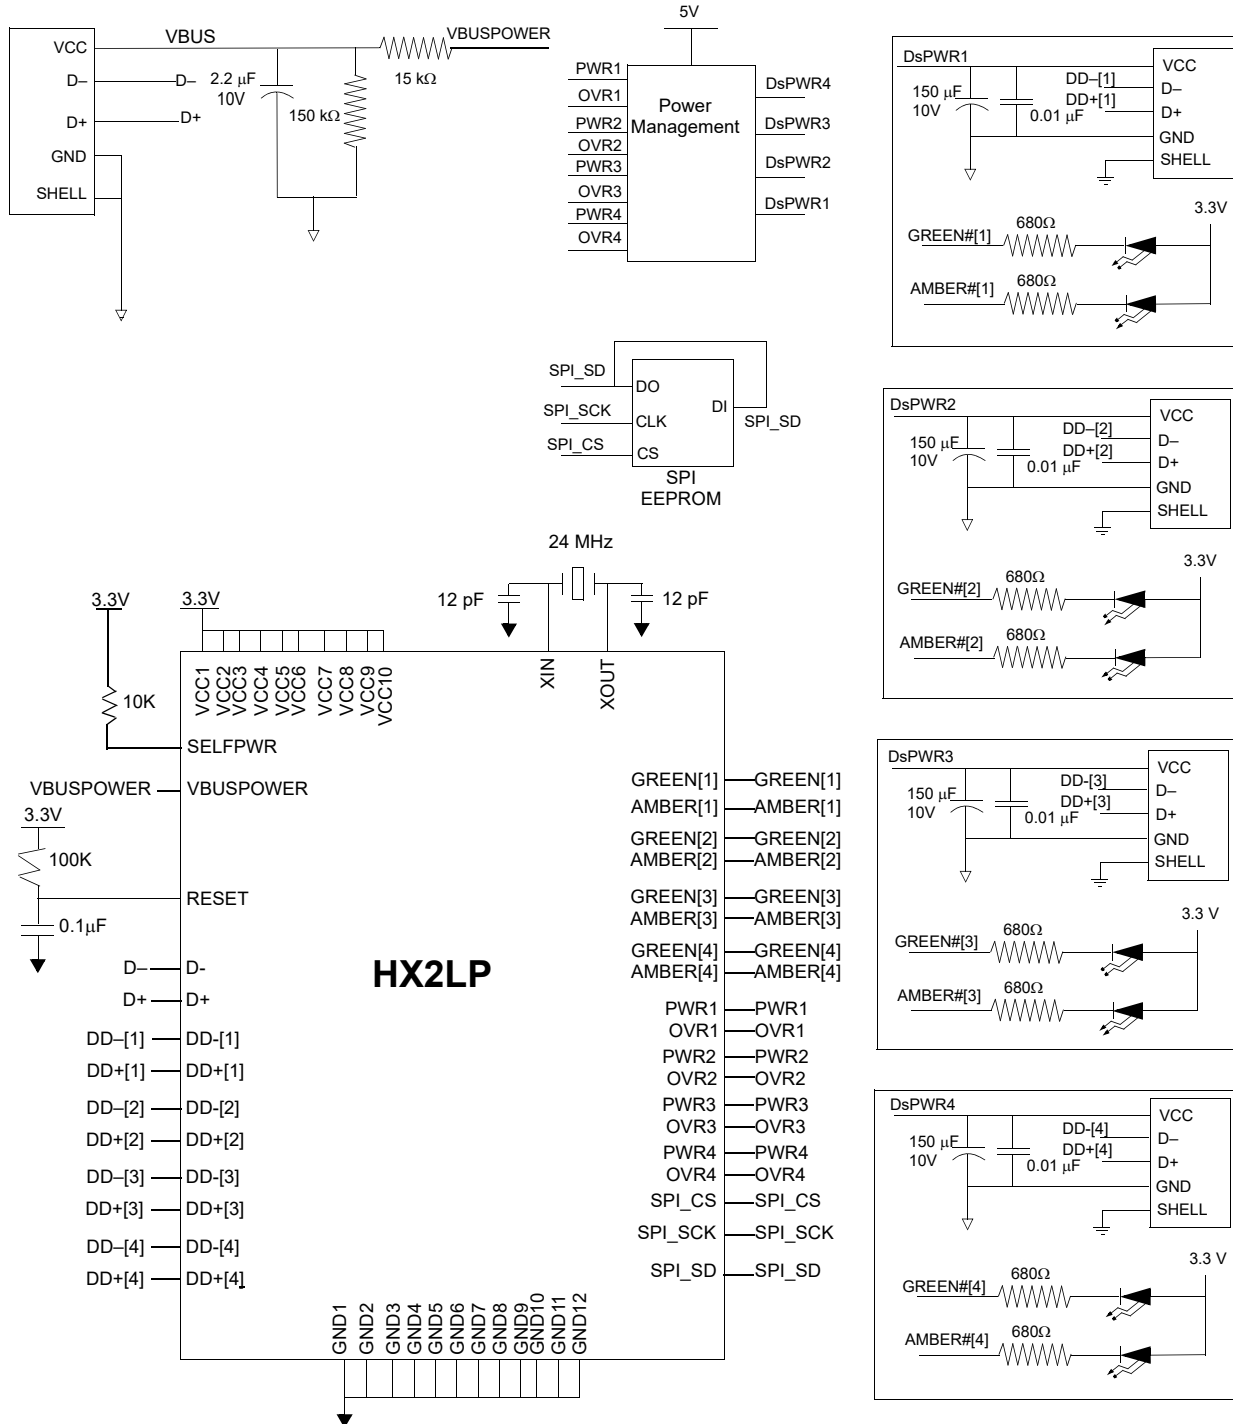 VCC
D–
D+
GND
SHELL
VBUS
D–
D+
2.2 µF
10V
150 kΩ
15 kΩ
VBUSPOWER
5V
PWR1
OVR1
PWR2
OVR2
PWR3
OVR3
PWR4
OVR4
Power
Management
DsPWR4
DsPWR3
DsPWR2
DsPWR1
SPI_SD
SPI_SCK
SPI_CS
DO
CLK
CS
DI
SPI_SD
SPI
EEPROM
DsPWR1
150 µF
10V
0.01 µF
DD–[1]
DD+[1]
VCC
D–
D+
GND
SHELL
3.3V
GREEN#[1]
680Ω
AMBER#[1]
680Ω
DsPWR2
150 µF
10V
0.01 µF
DD–[2]
DD+[2]
VCC
D–
D+
GND
SHELL
3.3V
GREEN#[2]
680Ω
AMBER#[2]
680Ω
DsPWR3
150 µF
10V
0.01 µF
DD-[3]
DD+[3]
VCC
D–
D+
GND
SHELL
3.3 V
GREEN#[3]
680Ω
AMBER#[3]
680Ω
DsPWR4
150 µF
10V
0.01 µF
DD-[4]
DD+[4]
VCC
D–
D+
GND
SHELL
3.3 V
GREEN#[4]
680Ω
AMBER#[4]
680Ω
24 MHz
12 pF
12 pF
XIN
XOUT
3.3V
3.3V
VCC1
VCC2
VCC3
VCC4
VCC5
VCC6
VCC7
VCC8
VCC9
VCC10
10K
SELFPWR
VBUSPOWER
VBUSPOWER
3.3V
100K
RESET
0.1µF
HX2LP
D–
D-
D+
D+
DD–[1]
DD-[1]
DD+[1]
DD+[1]
DD–[2]
DD-[2]
DD+[2]
DD+[2]
DD–[3]
DD-[3]
DD+[3]
DD+[3]
DD–[4]
DD-[4]
DD+[4]
DD+[4]
GREEN[1]
GREEN[1]
AMBER[1]
AMBER[1]
GREEN[2]
GREEN[2]
AMBER[2]
AMBER[2]
GREEN[3]
GREEN[3]
AMBER[3]
AMBER[3]
GREEN[4]
GREEN[4]
AMBER[4]
AMBER[4]
PWR1
PWR1
OVR1
OVR1
PWR2
PWR2
OVR2
OVR2
PWR3
PWR3
OVR3
OVR3
PWR4
PWR4
OVR4
OVR4
SPI_CS
SPI_CS
SPI_SCK
SPI_SCK
SPI_SD
SPI_SD
GND1
GND2
GND3
GND4
GND5
GND6
GND7
GND8
GND9
GND10
GND11
GND12